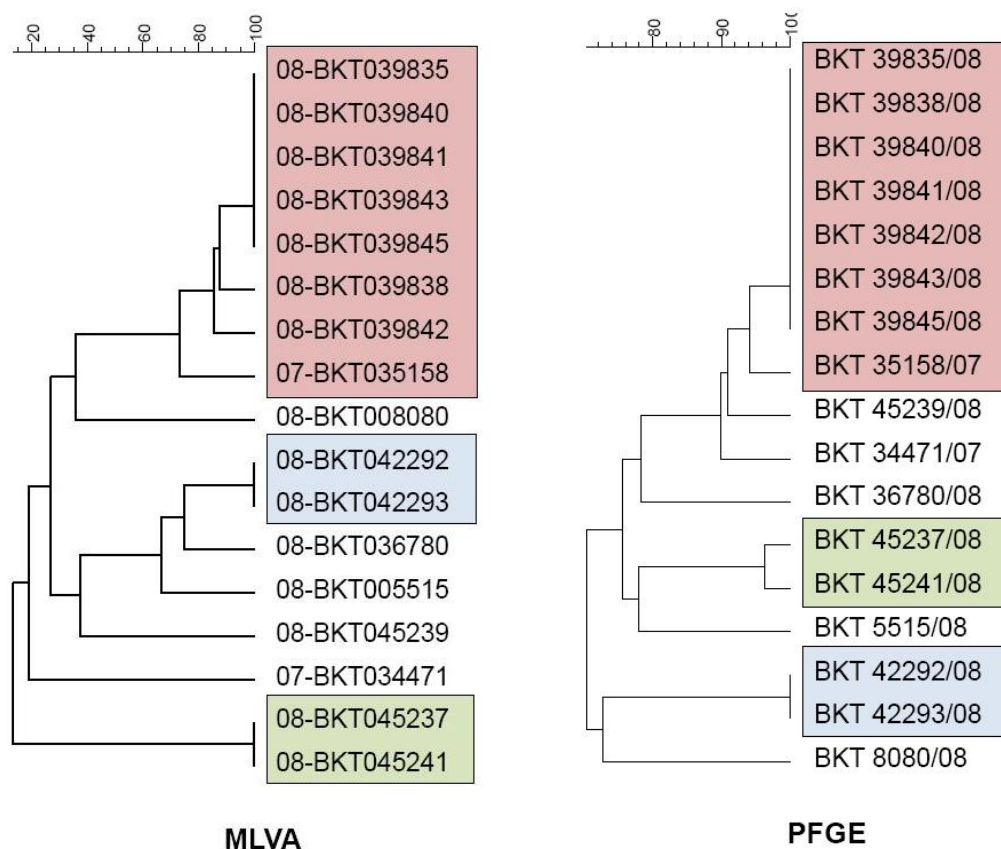 20 40 60 80 100
08-BKT039835
08-BKT039840
08-BKT039841
08-BKT039843
08-BKT039845
08-BKT039838
08-BKT039842
07-BKT035158
08-BKT008080
08-BKT042292
08-BKT042293
08-BKT036780
08-BKT005515
08-BKT045239
07-BKT034471
08-BKT045237
08-BKT045241
MLVA
80 90 100
BKT 39835/08
BKT 39838/08
BKT 39840/08
BKT 39841/08
BKT 39842/08
BKT 39843/08
BKT 39845/08
BKT 35158/07
BKT 45239/08
BKT 34471/07
BKT 36780/08
BKT 45237/08
BKT 45241/08
BKT 5515/08
BKT 42292/08
BKT 42293/08
BKT 8080/08
PFGE